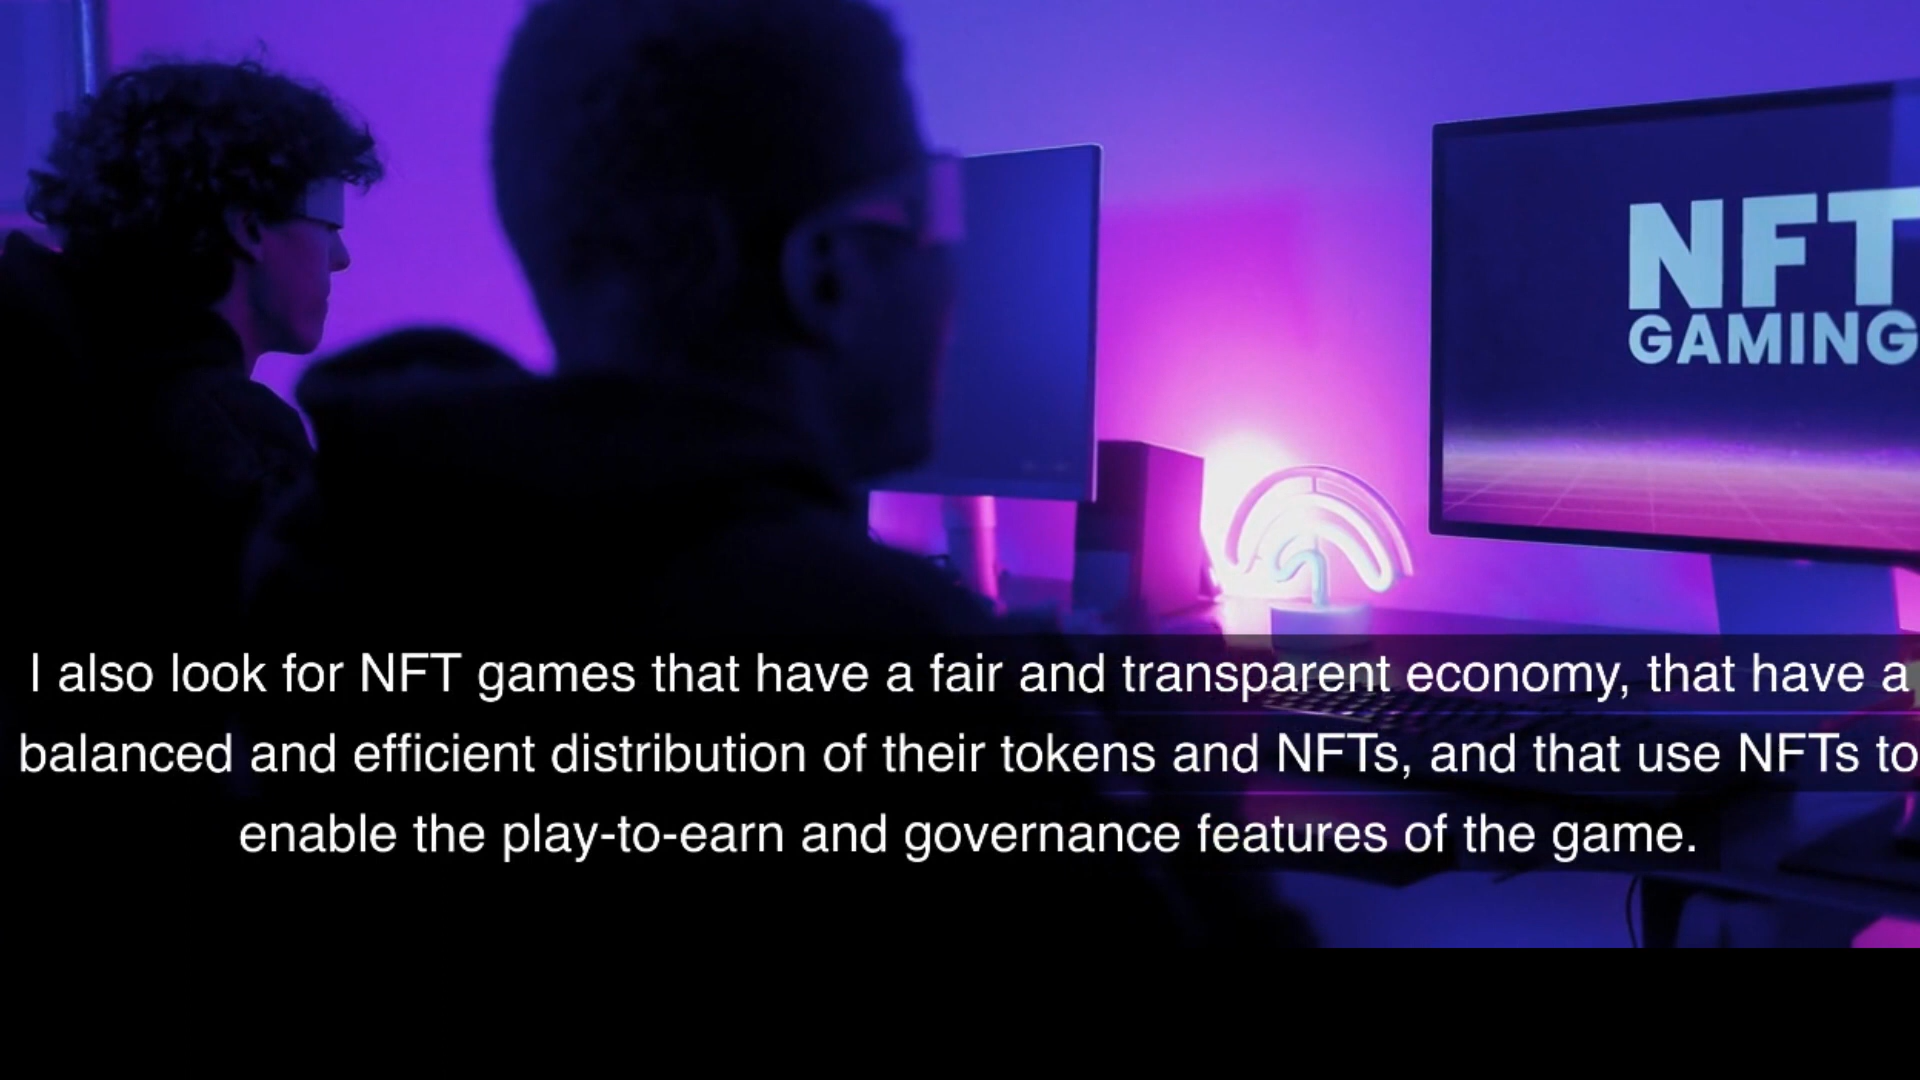 NFT
GAMING
I also look for NFT games that have a fair and transparent economy, that have a
balanced and efficient distribution of their tokens and NFTs, and that use NFTs to
enable the play-to-earn and governance features of the game.